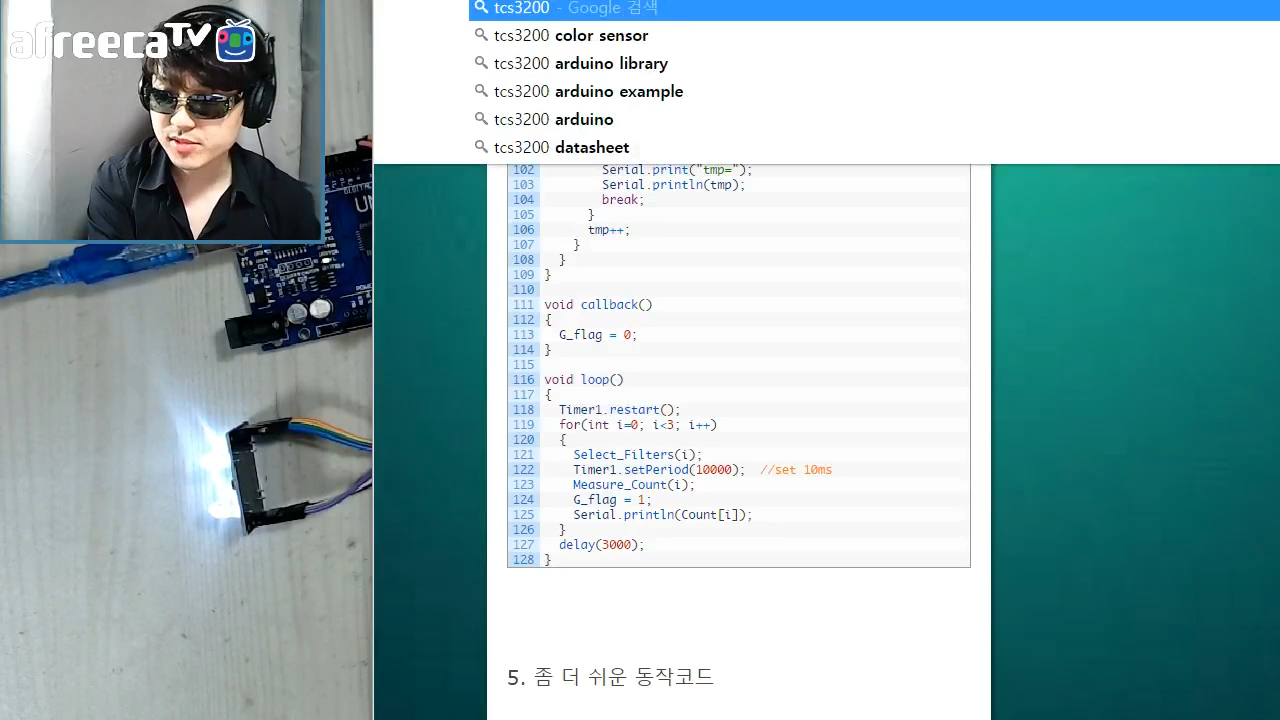 afreecaTV
tcs3200 - Google 검색
tcs3200 color sensor
tcs3200 arduino library
tcs3200 arduino example
tcs3200 arduino
tcs3200 datasheet
102 Serial.print("tmp=");
103 Serial.println(tmp);
104 break;
105 }
106 tmp++;
107 }
108 }
109 }
110
111 void callback()
112 {
113 G_flag = 0;
114 }
115
116 void loop()
117 {
118 Timer1.restart();
119 for(int i=0; i<3; i++)
120 {
121 Select_Filters(i);
122 Timer1.setPeriod(10000); //set 10ms
123 Measure_Count(i);
124 G_flag = 1;
125 Serial.println(Count[i]);
126 }
127 delay(3000);
128 }
5. 좀 더 쉬운 동작코드